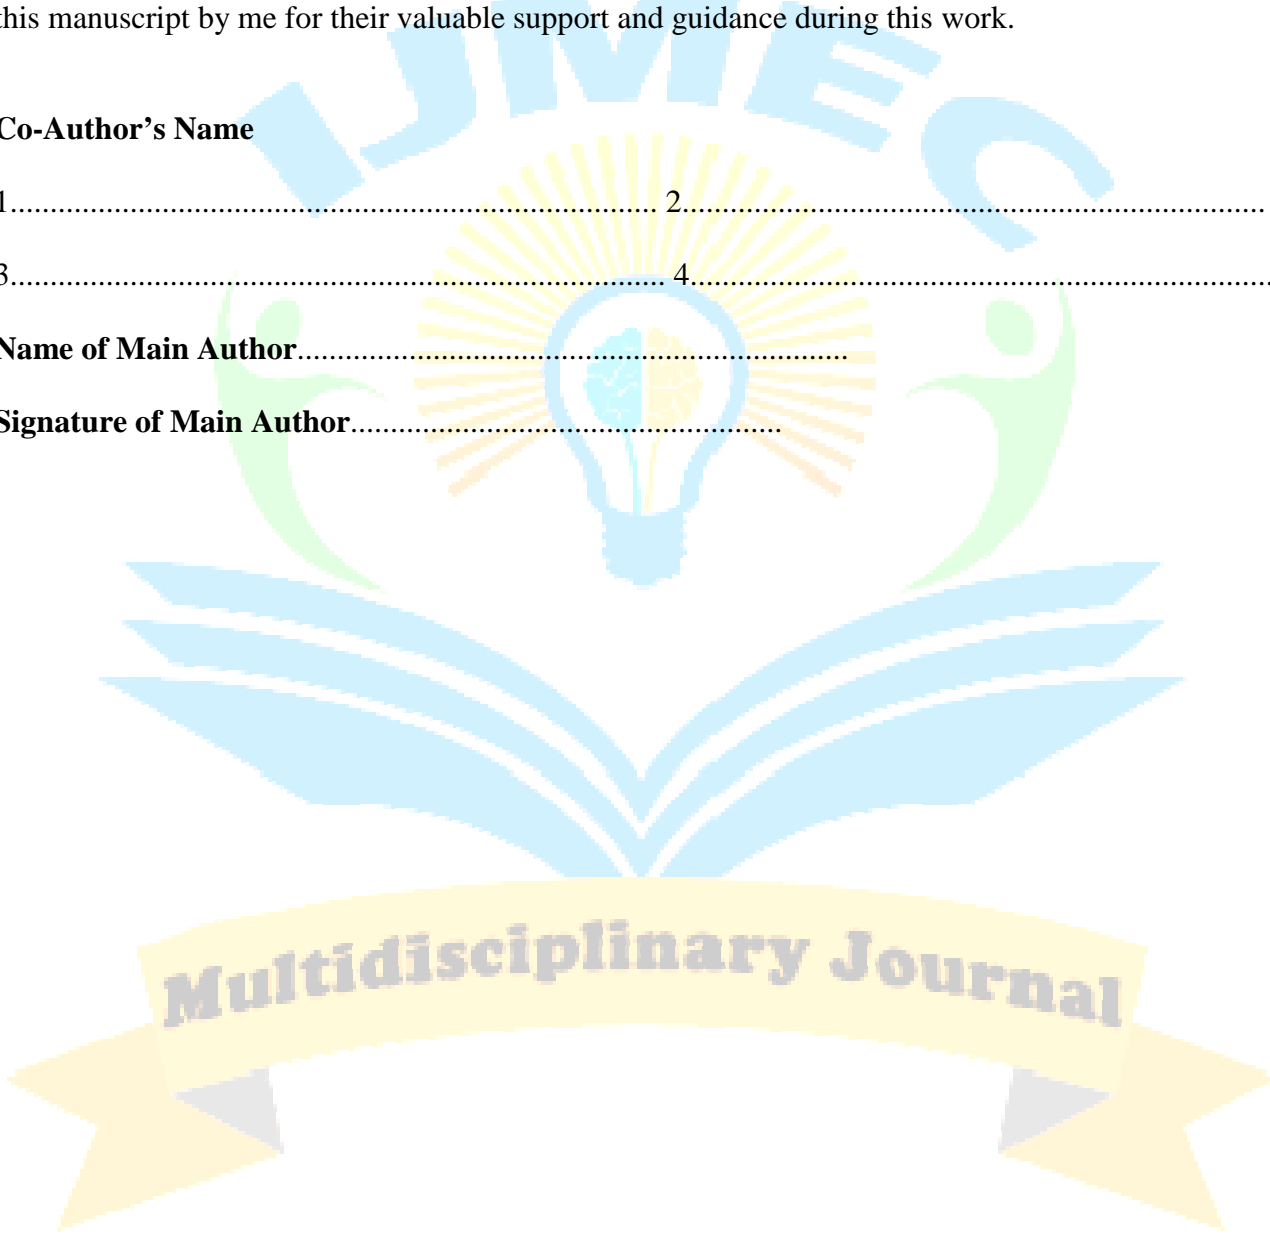 this manuscript by me for their valuable support and guidance during this work.
IJMEC
Co-Author’s Name
1................................................................................. 2.........................................................................
3.................................................................................. 4.........................................................................
Name of Main Author.....................................................................
Signature of Main Author......................................................
Multidisciplinary Journal